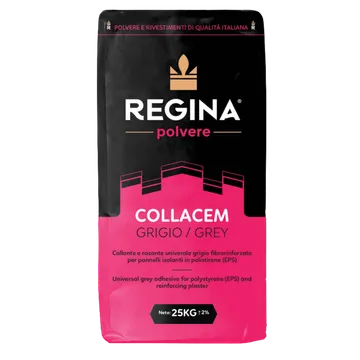 POLVERE E RIVESTIMENTI DI QUALITÀ ITALIANA
REGINA®
polvere
COLLACEM
GRIGIO / GREY
Collante e rasante universale grigio fibrorinforzato
per pannelli isolanti in polistirene (EPS)
Universal grey adhesive for polystyrene (EPS) and
reinforcing plaster
Neto: 25KG ±2%